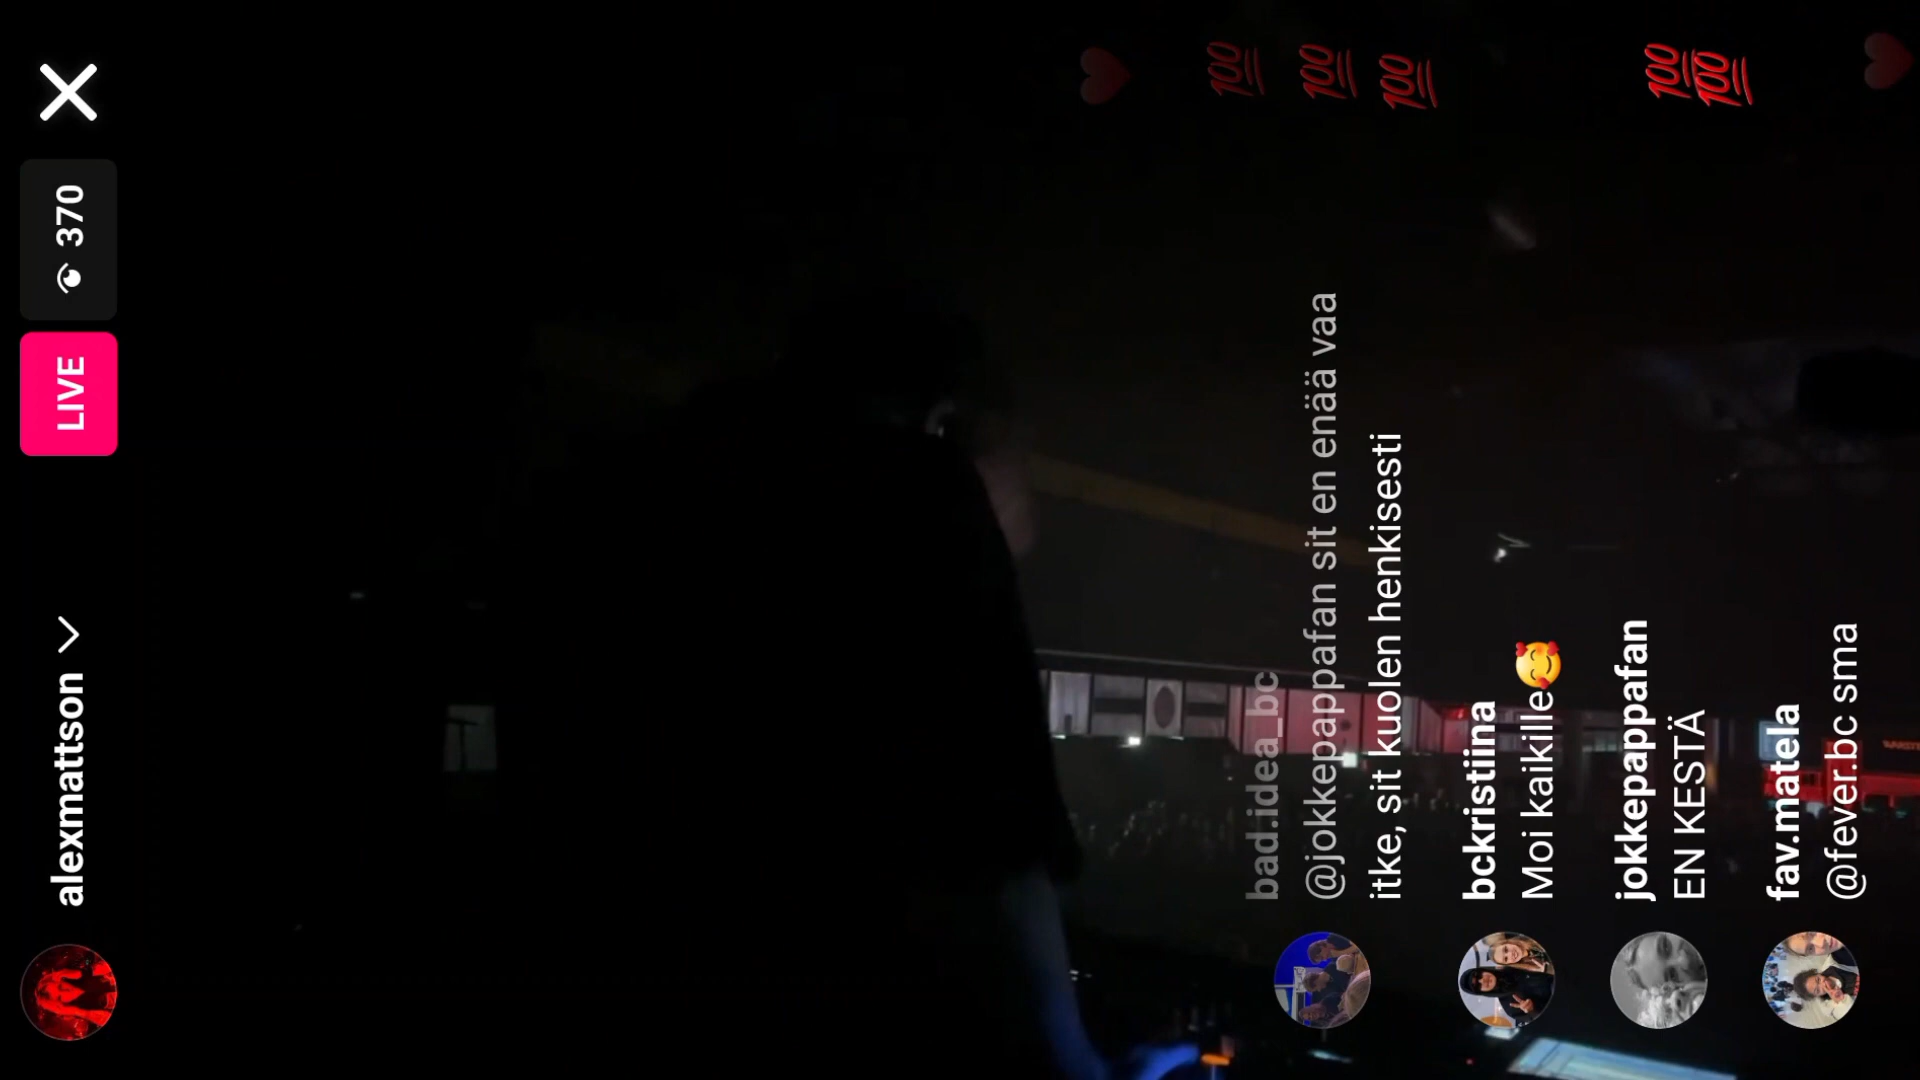 alexmattson
LIVE
370
bad.idea_bc
@jokkepappafan sit en enää vaa
itke, sit kuolen henkisesti
bckristiina
Moi kaikille🥰
jokkepappafan
EN KESTÄ
fav.matela
@fever.bc sma
💯
💯
💯
💯
💯